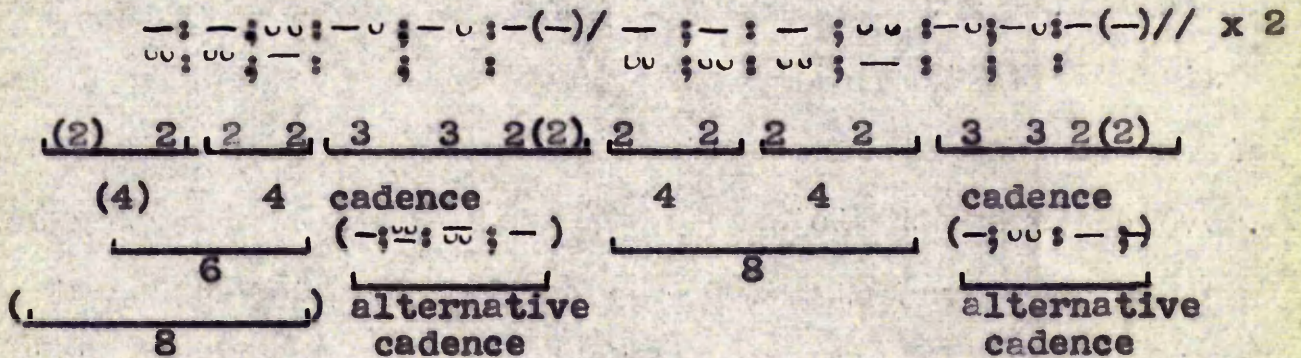 — : — ; ᴗᴗ : — ᴗ ; — ᴗ : —(—)/ — ; — : — ; ᴗᴗ : — ᴗ ; — ᴗ : —(—)// x 2
ᴗᴗ : ᴗᴗ ; — : ; : ᴗᴗ ; ᴗᴗ : ᴗᴗ ; — : ; :
(2) 2 2 2 3 3 2(2) 2 2 2 2 3 3 2(2)
(4) 4 cadence 4 4 cadence
(— ; ᴗᴗ : — ; — ) (— ; ᴗᴗ : — ; —)
— ᴗᴗ
6 8
( ) alternative alternative
8 cadence cadence